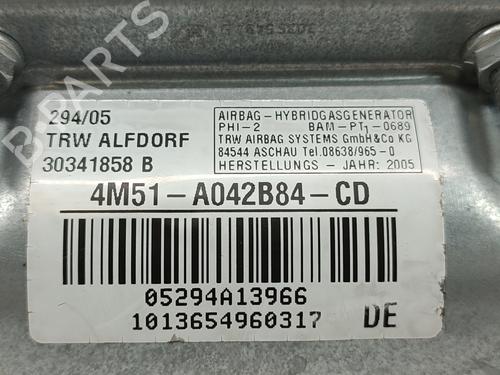 294/05
TRW ALFDORF
30341858 B
AIRBAG-HYBRIDGASGENERATOR
PHI-2 BAM-PT1-0689
TRW AIRBAG SYSTEMS GmbH&Co KG
84544 ASCHAU Tel.08638/965-0
HERSTELLUNGS - JAHR: 2005
4M51-A042B84-CD
05294A13966
1013654960317 DE